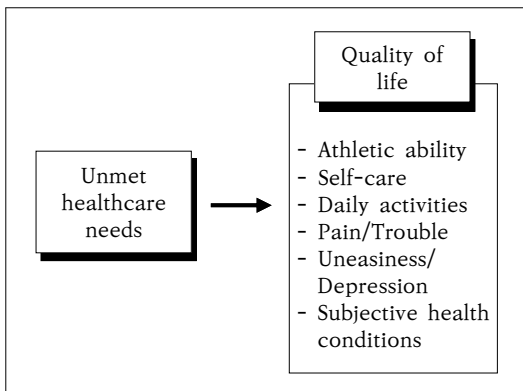 Quality of
life
Unmet
healthcare
needs
- Athletic ability
- Self-care
- Daily activities
- Pain/Trouble
- Uneasiness/
Depression
- Subjective health
conditions